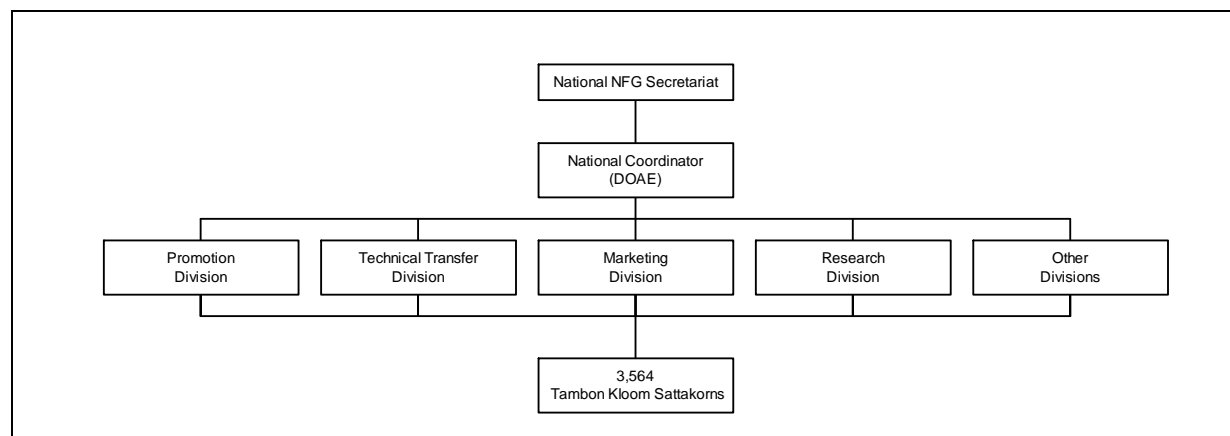 National NFG Secretariat
National Coordinator
(DOAE)
Promotion
Division
Technical Transfer
Division
Marketing
Division
Research
Division
Other
Divisions
3,564
Tambon Kloom Sattakorns